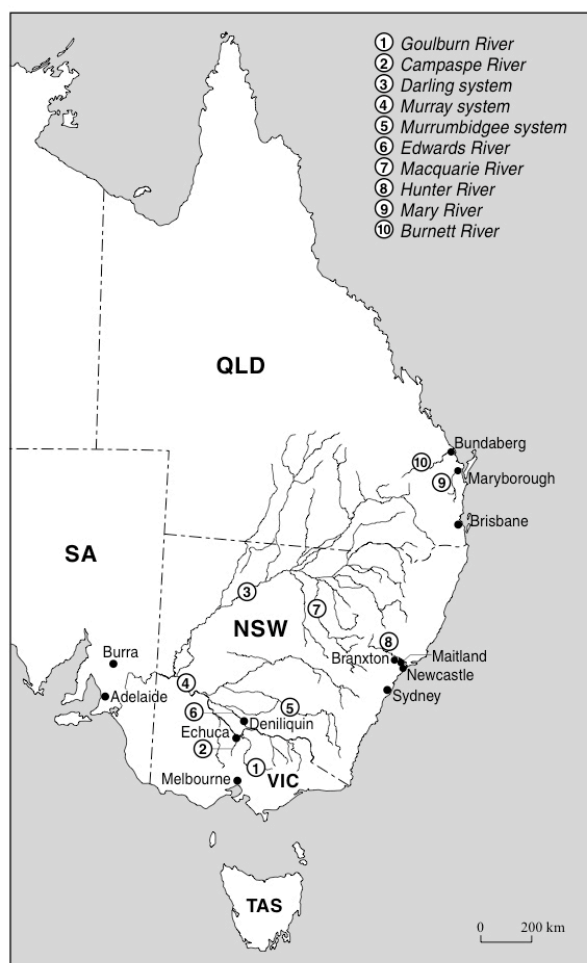 ① Goulburn River
② Campaspe River
③ Darling system
④ Murray system
⑤ Murrumbidgee system
⑥ Edwards River
⑦ Macquarie River
⑧ Hunter River
⑨ Mary River
⑩ Burnett River
QLD
Bundaberg
⑩
⑨ Maryborough
Brisbane
SA
③
⑦
NSW
⑧
Burra
Branxton
Maitland
Newcastle
④
Adelaide
Sydney
⑥
⑤
Deniliquin
Echuca
②
①
Melbourne
VIC
TAS
0 200 km